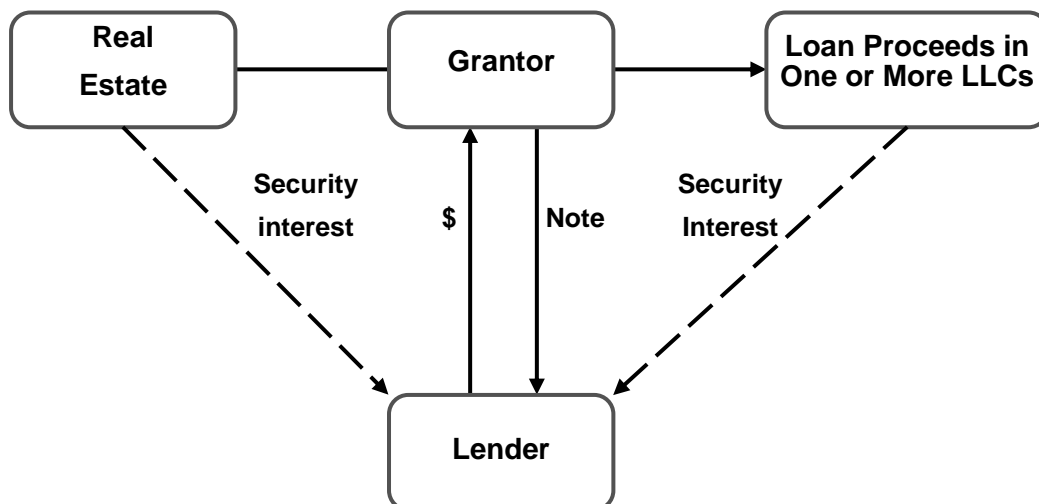 Real
Estate
Grantor
Loan Proceeds in
One or More LLCs
Security
interest
$
Note
Security
Interest
Lender